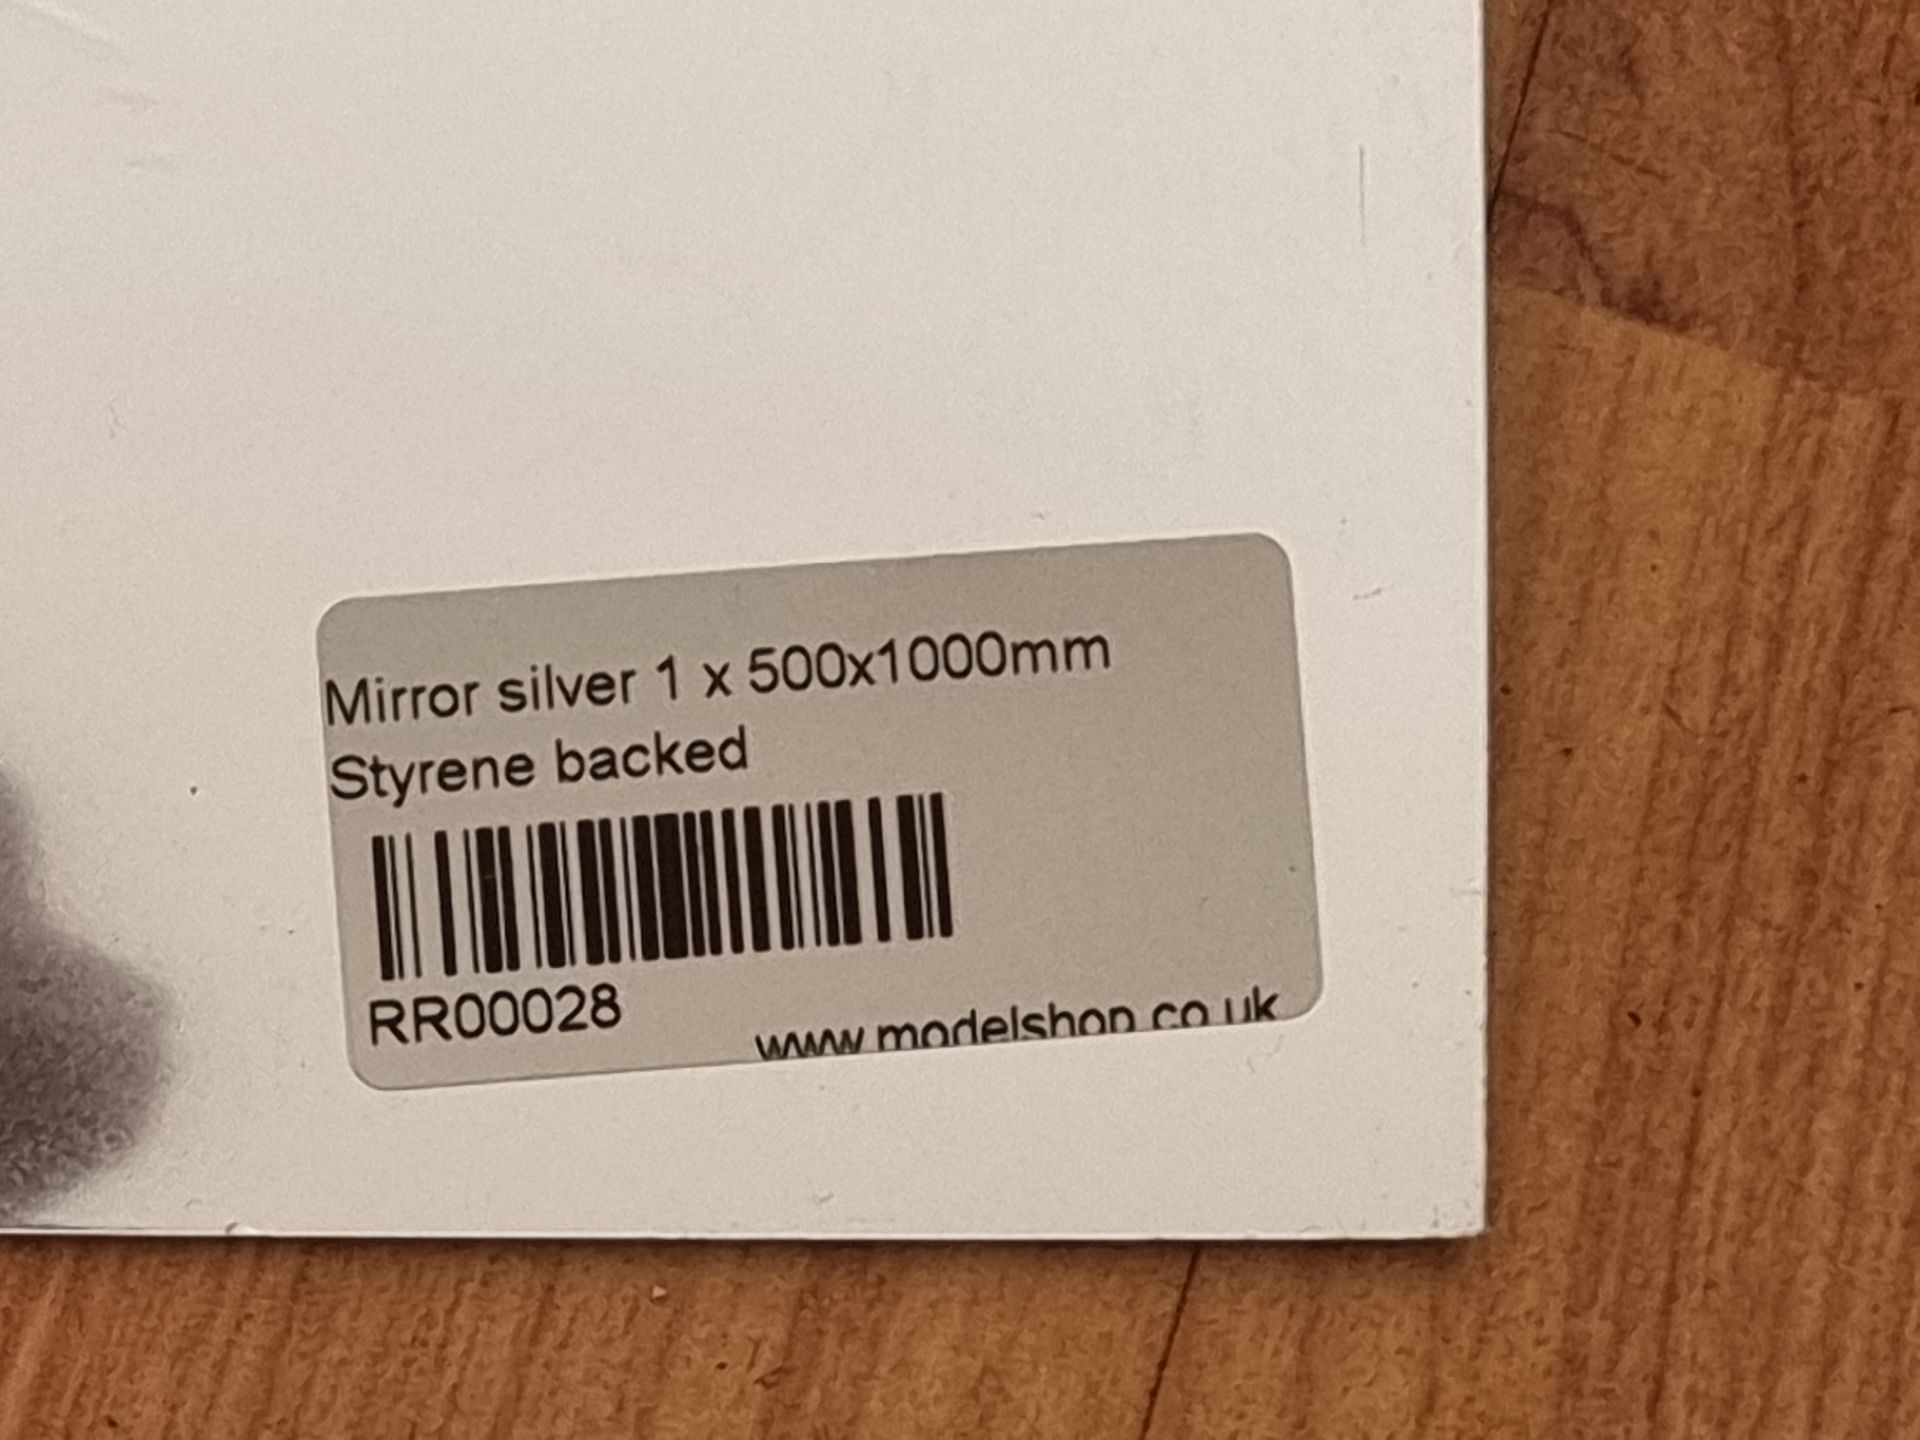 Mirror silver 1 x 500x1000mm
Styrene backed
RR00028
www.modelshop.co.uk